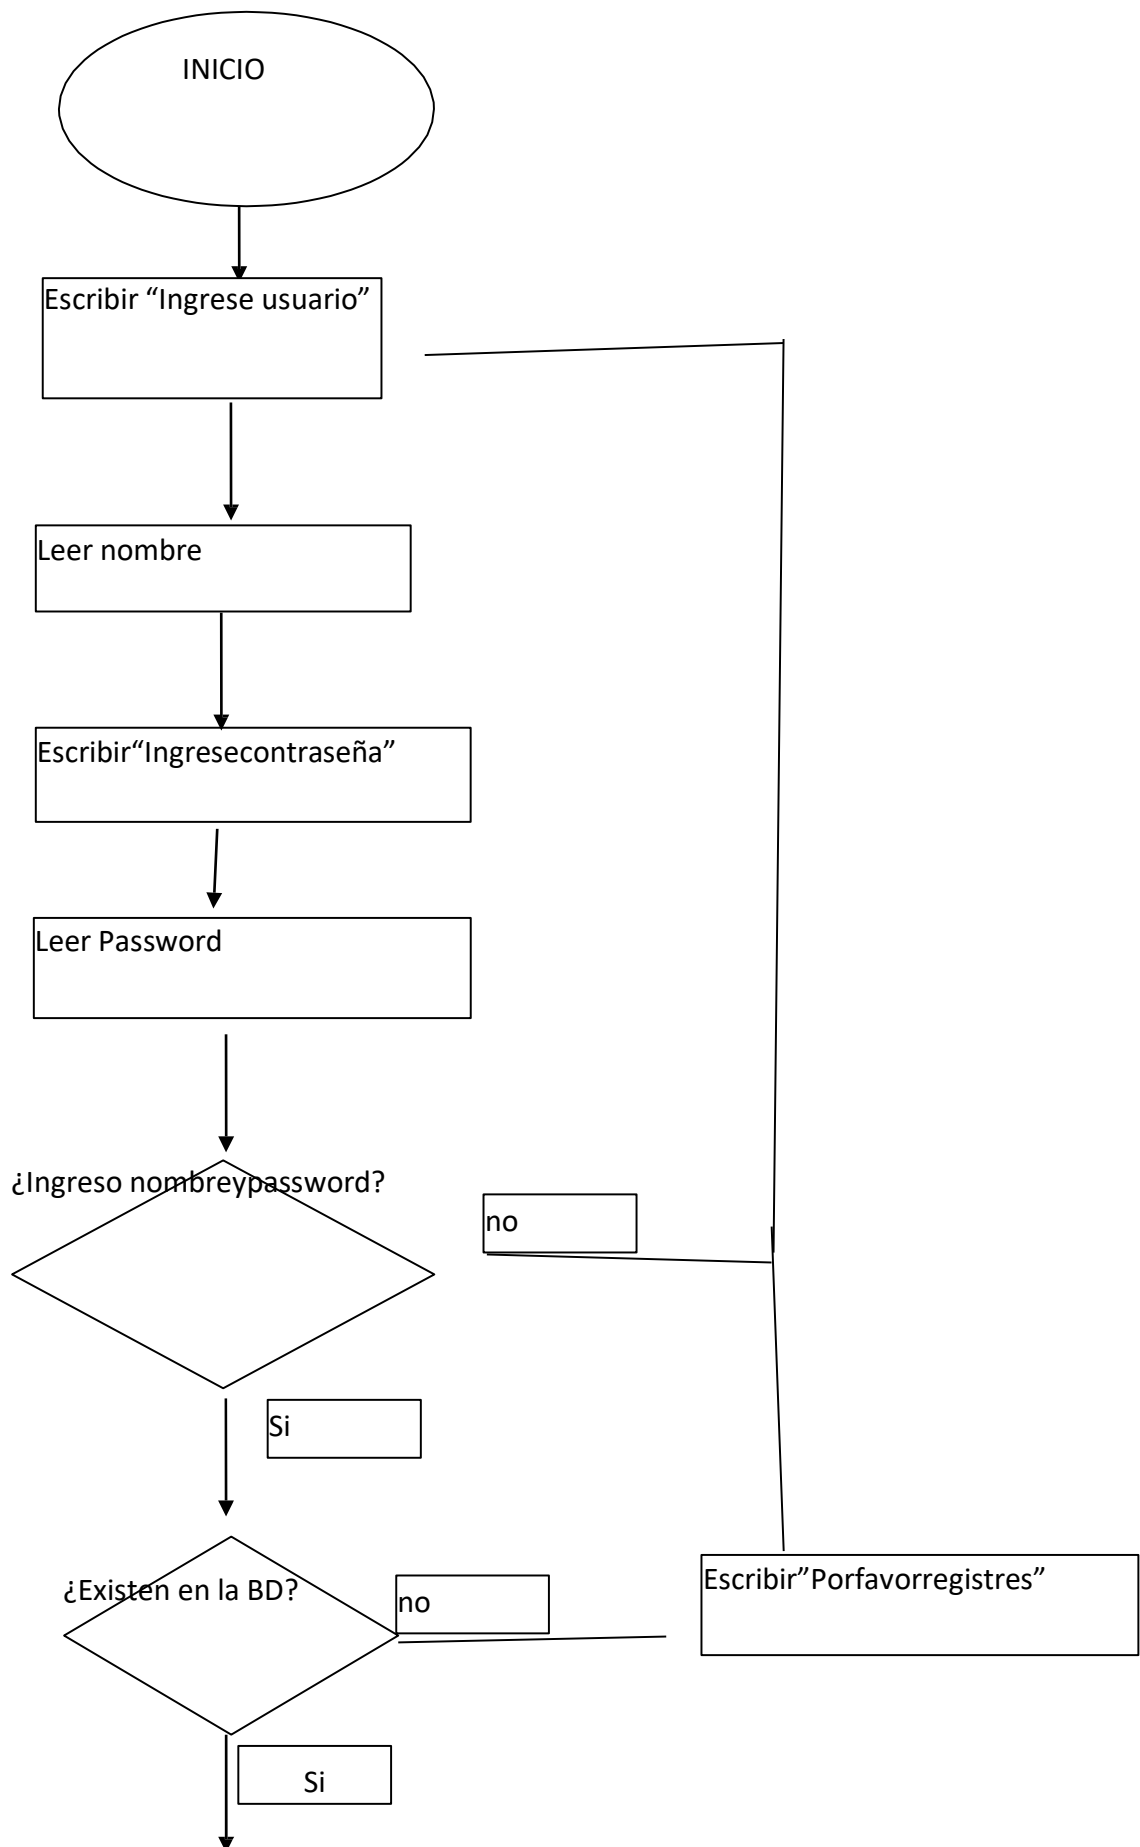 INICIO
Escribir “Ingrese usuario”
Leer nombre
Escribir“Ingresecontraseña”
Leer Password
¿Ingreso nombreypassword?
no
Si
¿Existen en la BD?
no
Escribir”Porfavorregistres”
Si